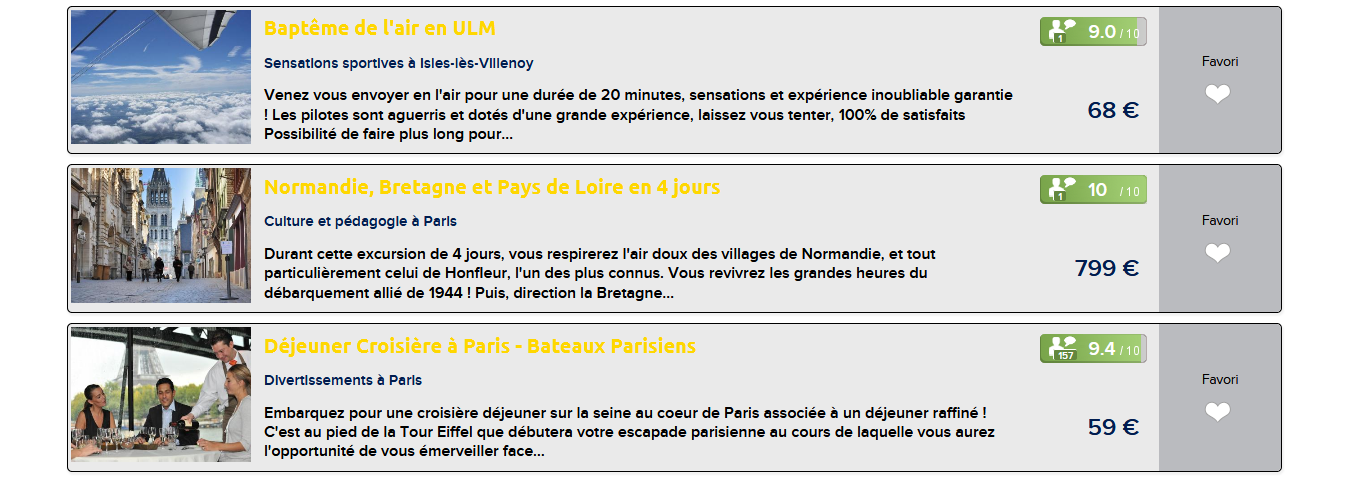 Baptême de l'air en ULM
1
9.0 / 10
Sensations sportives à Isles-lès-Villenoy
Favori
Venez vous envoyer en l'air pour une durée de 20 minutes, sensations et expérience inoubliable garantie
! Les pilotes sont aguerris et dotés d'une grande expérience, laissez vous tenter, 100% de satisfaits
68 €
Possibilité de faire plus long pour...
Normandie, Bretagne et Pays de Loire en 4 jours
1
10 / 10
Culture et pédagogie à Paris
Favori
Durant cette excursion de 4 jours, vous respirerez l'air doux des villages de Normandie, et tout
particulièrement celui de Honfleur, l'un des plus connus. Vous revivrez les grandes heures du
799 €
débarquement allié de 1944 ! Puis, direction la Bretagne...
Déjeuner Croisière à Paris - Bateaux Parisiens
157
9.4 / 10
Divertissements à Paris
Favori
Embarquez pour une croisière déjeuner sur la seine au coeur de Paris associée à un déjeuner raffiné !
C'est au pied de la Tour Eiffel que débutera votre escapade parisienne au cours de laquelle vous aurez
59 €
l'opportunité de vous émerveiller face...